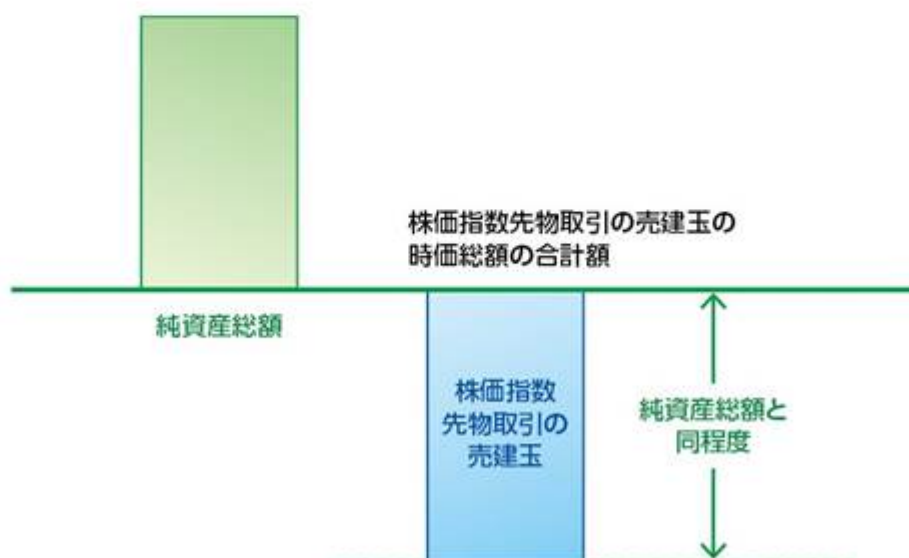 株価指数先物取引の売建玉の
時価総額の合計額
純資産総額
株価指数
先物取引の
売建玉
純資産総額と
同程度